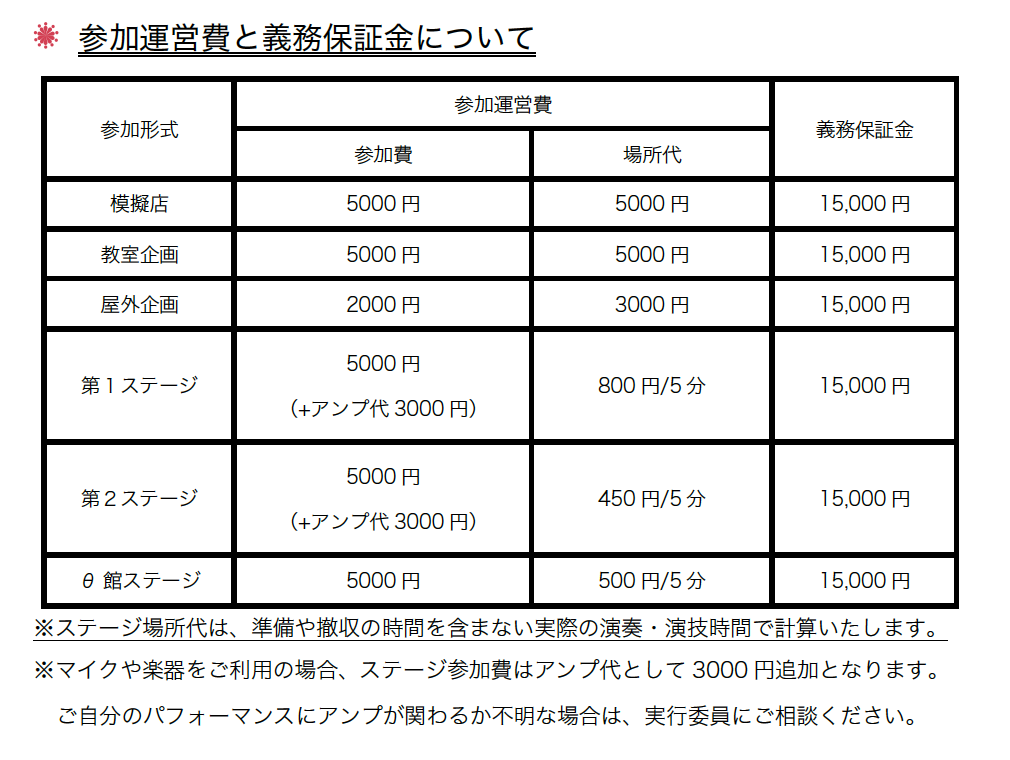 参加運営費と義務保証金について
参加形式 参加運営費 義務保証金
参加費 場所代
模擬店 5000 円 5000 円 15,000 円
教室企画 5000 円 5000 円 15,000 円
屋外企画 2000 円 3000 円 15,000 円
第1ステージ 5000 円 (+アンプ代 3000 円) 800 円/5 分 15,000 円
第2ステージ 5000 円 (+アンプ代 3000 円) 450 円/5 分 15,000 円
θ 館ステージ 5000 円 500 円/5 分 15,000 円
※ステージ場所代は、準備や撤収の時間を含まない実際の演奏・演技時間で計算いたします。
※マイクや楽器をご利用の場合、ステージ参加費はアンプ代として 3000 円追加となります。
ご自分のパフォーマンスにアンプが関わるか不明な場合は、実行委員にご相談ください。